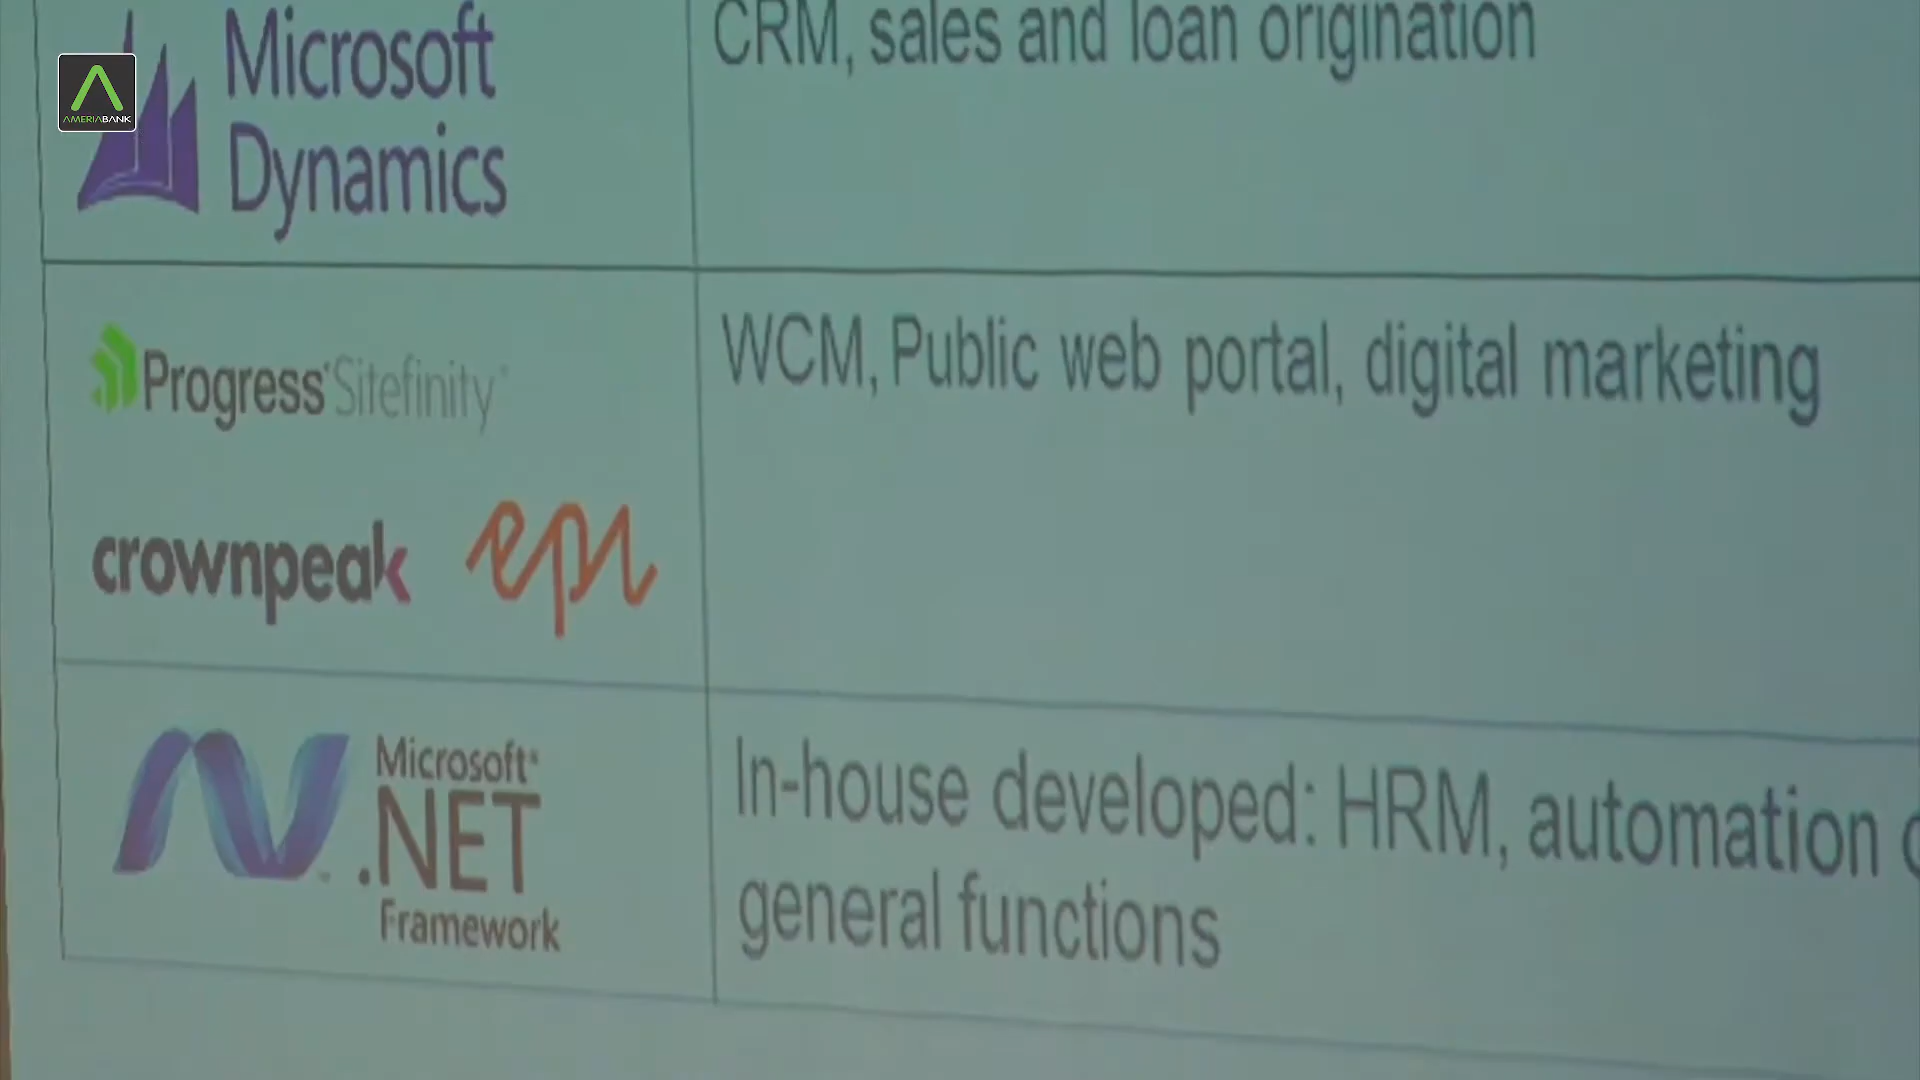 Microsoft
Dynamics
CRM, sales and loan origination
AMERIABANK
Progress Sitefinity
WCM, Public web portal, digital marketing
crownpeak
epi
Microsoft
.NET
Framework
In-house developed: HRM, automation
general functions